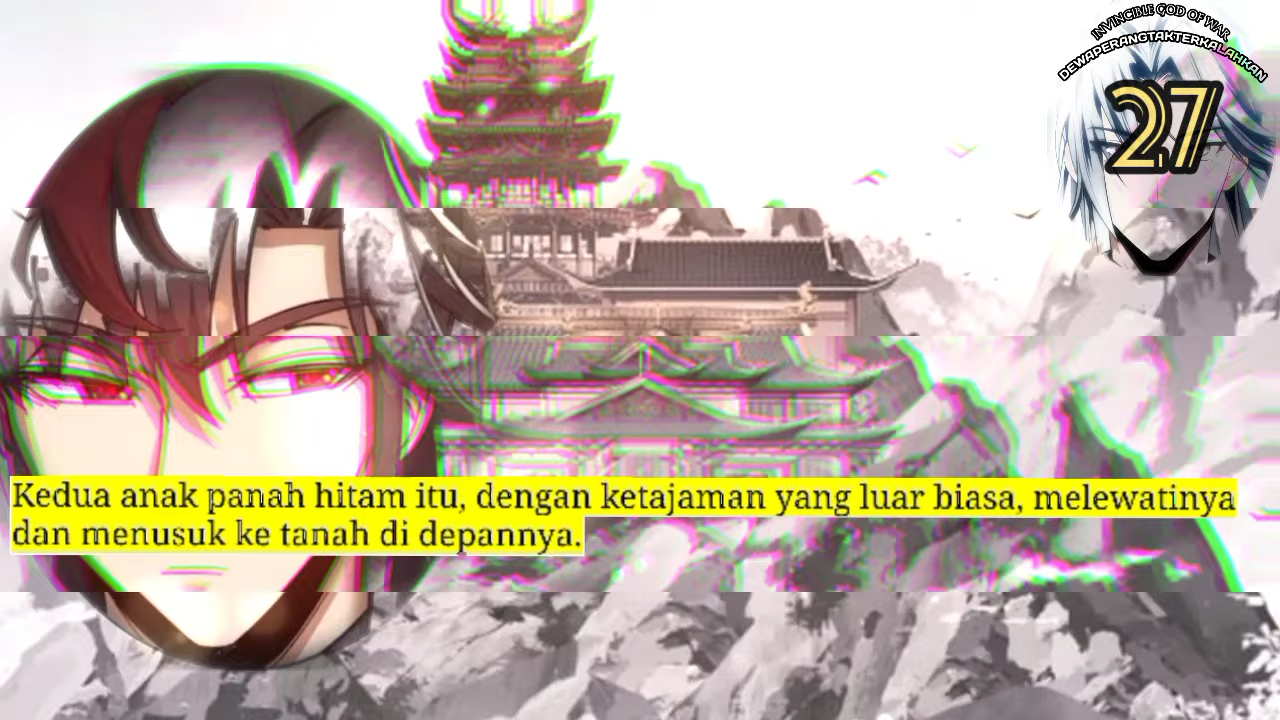 INVINCIBLE GOD OF WAR
DEWAPERANGTAKTERKALAHKAN
27
Kedua anak panah hitam itu, dengan ketajaman yang luar biasa, melewatinya
dan menusuk ke tanah di depannya.